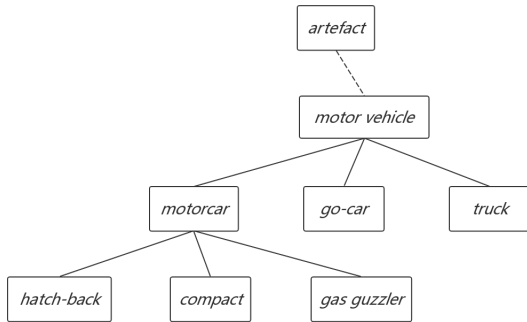 artefact
motor vehicle
motorcar
go-car
truck
hatch-back
compact
gas guzzler